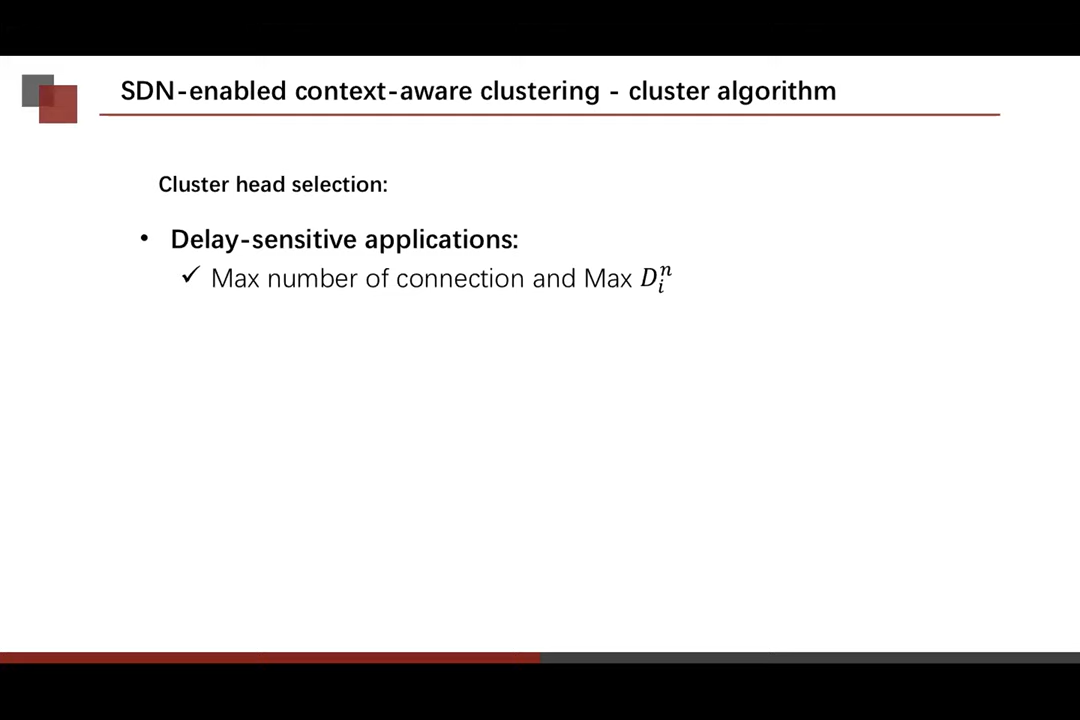 SDN-enabled context-aware clustering - cluster algorithm
Cluster head selection:
• Delay-sensitive applications:
✓ Max number of connection and Max $D_i^n$